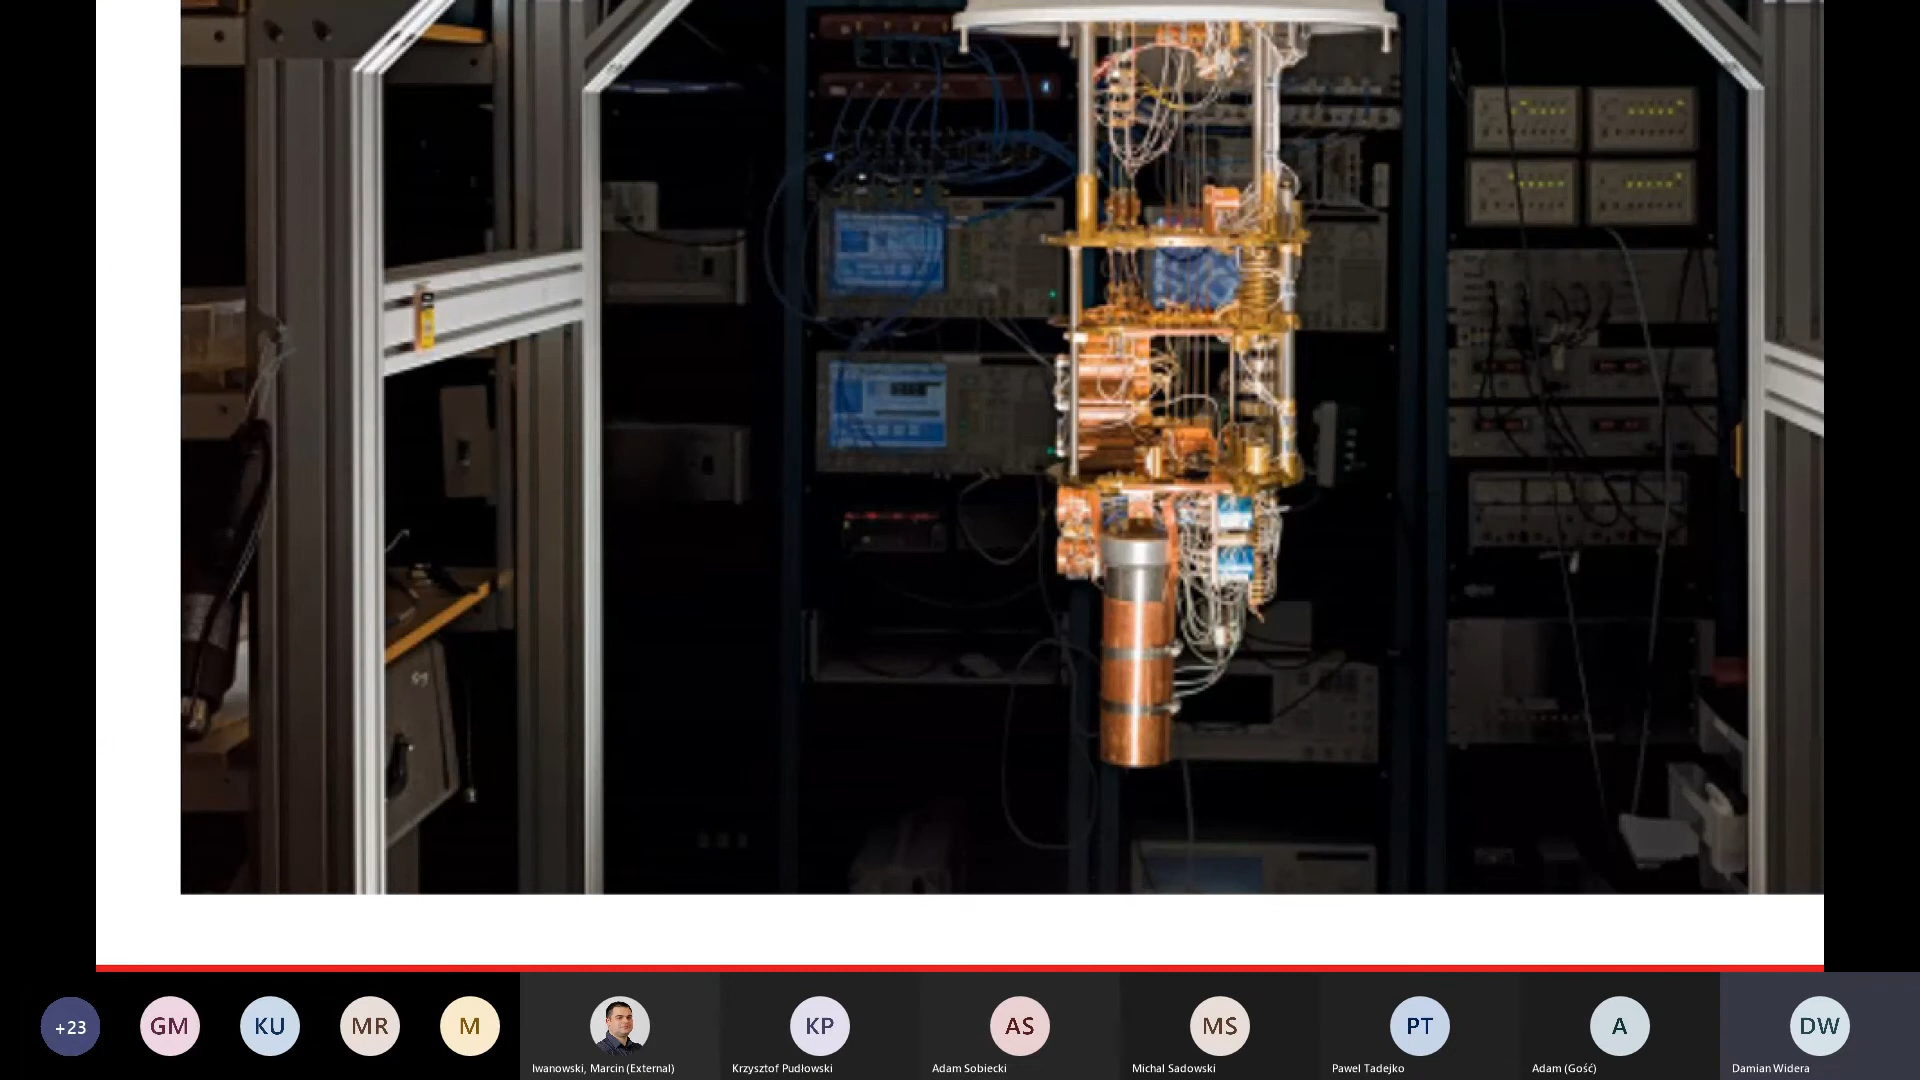 +23
GM
KU
MR
M
KP
AS
MS
PT
A
DW
Iwanowski, Marcin (External)
Krzysztof Pudłowski
Adam Sobiecki
Michal Sadowski
Pawel Tadejko
Adam (Gość)
Damian Widera